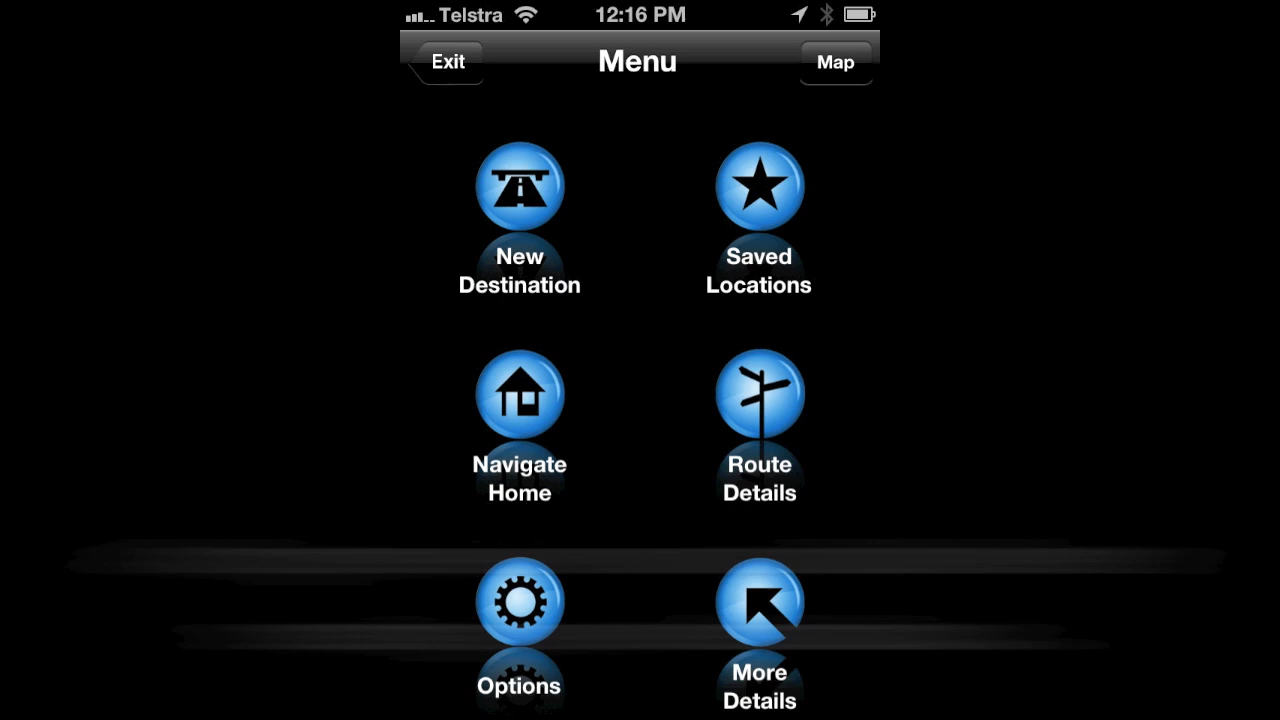 Telstra 12:16 PM
Exit Menu Map
New
Destination
Saved
Locations
Navigate
Home
Route
Details
Options
More
Details